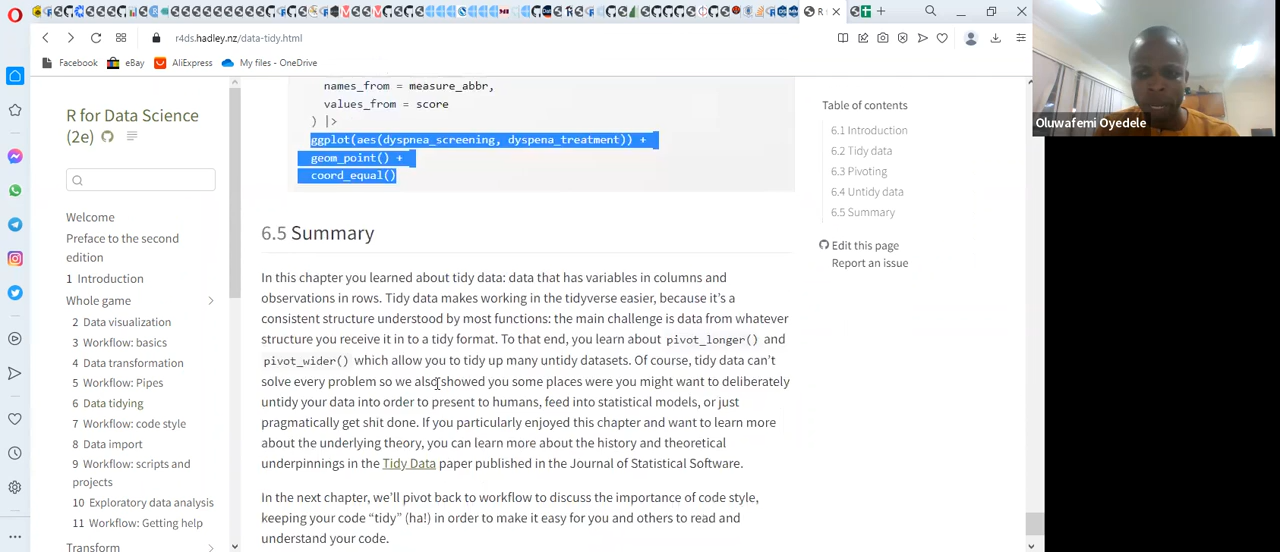 r4ds.hadley.nz/data-tidy.html
Facebook
eBay
AliExpress
My files - OneDrive
R for Data Science
(2e)
Welcome
Preface to the second
edition
1 Introduction
Whole game
2 Data visualization
3 Workflow: basics
4 Data transformation
5 Workflow: Pipes
6 Data tidying
7 Workflow: code style
8 Data import
9 Workflow: scripts and
projects
10 Exploratory data analysis
11 Workflow: Getting help
Transform
names_from = measure_abbr,
values_from = score
) |>
ggplot(aes(dyspnea_screening, dyspena_treatment)) +
geom_point() +
coord_equal()
6.5 Summary
In this chapter you learned about tidy data: data that has variables in columns and
observations in rows. Tidy data makes working in the tidyverse easier, because it's a
consistent structure understood by most functions: the main challenge is data from whatever
structure you receive it in to a tidy format. To that end, you learn about pivot_longer() and
pivot_wider() which allow you to tidy up many untidy datasets. Of course, tidy data can't
solve every problem so we also showed you some places were you might want to deliberately
untidy your data into order to present to humans, feed into statistical models, or just
pragmatically get shit done. If you particularly enjoyed this chapter and want to learn more
about the underlying theory, you can learn more about the history and theoretical
underpinnings in the Tidy Data paper published in the Journal of Statistical Software.
In the next chapter, we'll pivot back to workflow to discuss the importance of code style,
keeping your code "tidy" (ha!) in order to make it easy for you and others to read and
understand your code.
Table of contents
6.1 Introduction
6.2 Tidy data
6.3 Pivoting
6.4 Untidy data
6.5 Summary
Edit this page
Report an issue
Oluwafemi Oyedele